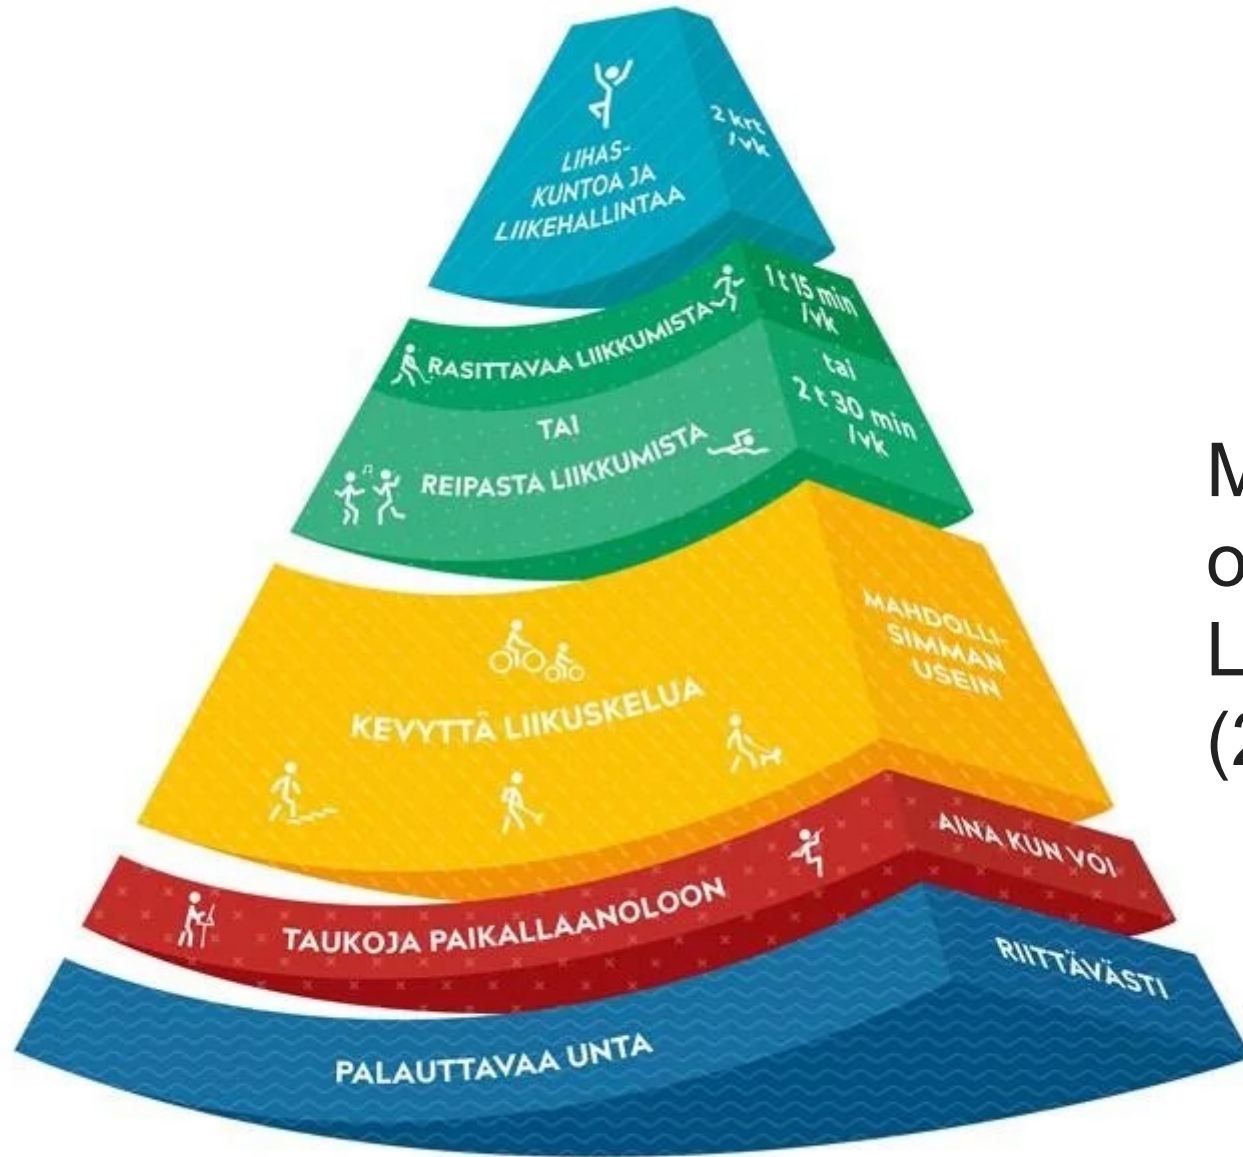 LIHAS-
KUNTOA JA
LIIKEHALLINTAA
2 krt
/vk
RASITTAVAA LIIKKUMISTA
1 t 15 min
/vk
TAI
REIPASTA LIIKKUMISTA
tai
2 t 30 min
/vk
KEVYTTÄ LIIKUSKELUA
MAHDOLLI-
SIMMAN
USEIN
TAUKOJA PAIKALLAANOLOON
AINA KUN VOI
PALAUTTAVAA UNTA
RIITTÄVÄSTI